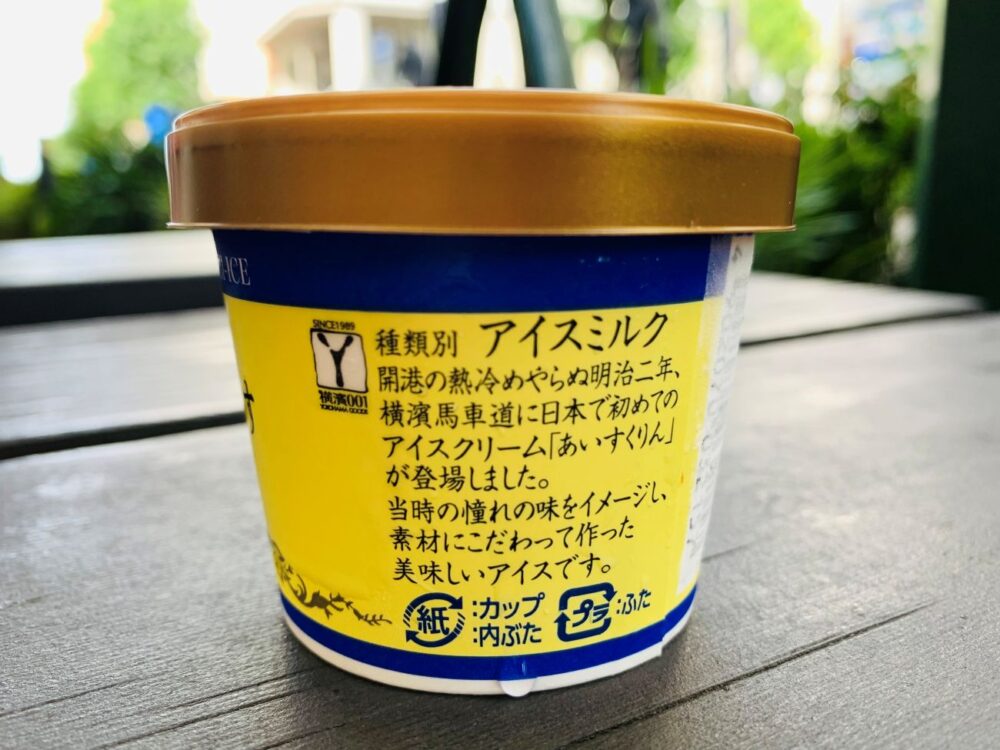 ICE
SINCE1989
Y
横濱001
YOKOHAMA GOODS
種類別 アイスミルク
開港の熱冷めやらぬ明治二年、
横濱馬車道に日本で初めての
アイスクリーム「あいすくりん」
が登場しました。
当時の憧れの味をイメージし、
素材にこだわって作った
美味しいアイスです。
紙:カップ
:内ぶた
プラ:ふた